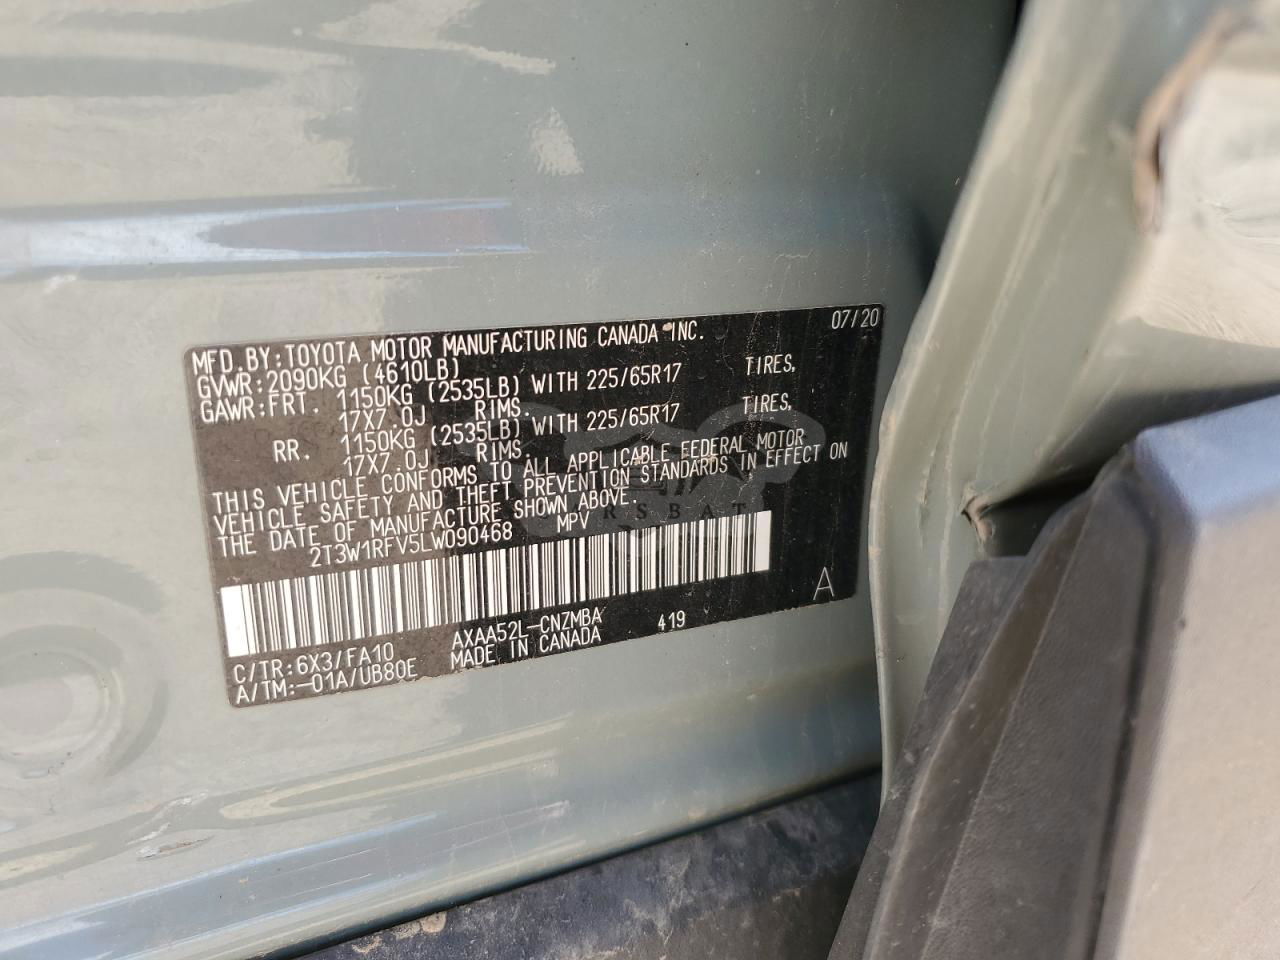 07/20
MFD.BY:TOYOTA MOTOR MANUFACTURING CANADA INC.
GVWR:2090KG (4610LB)
GAWR:FRT. 1150KG (2535LB) WITH 225/65R17 TIRES,
17X7.0J RIMS.
RR. 1150KG (2535LB) WITH 225/65R17 TIRES,
17X7.0J RIMS.
THIS VEHICLE CONFORMS TO ALL APPLICABLE FEDERAL MOTOR
VEHICLE SAFETY AND THEFT PREVENTION STANDARDS IN EFFECT ON
THE DATE OF MANUFACTURE SHOWN ABOVE.
2T3W1RFV5LW090468 MPV
A
C/TR:6X3/FA10 AXAA52L-CNZMBA 419
A/TM:-01A/UB80E MADE IN CANADA